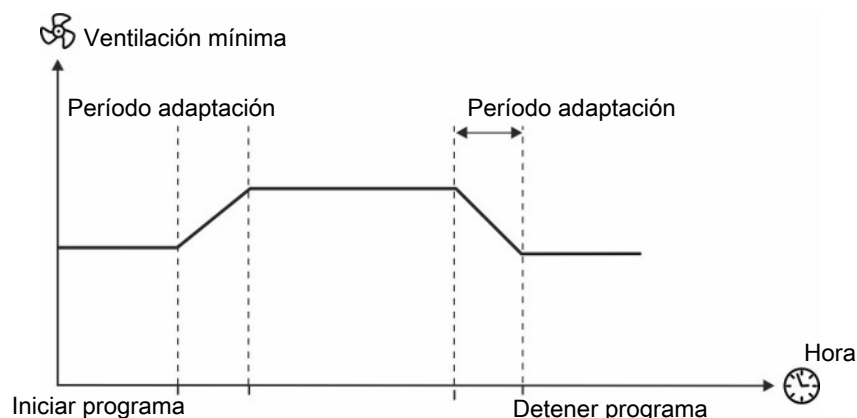 Ventilación mínima
Período adaptación
Período adaptación
Hora
Iniciar programa
Detener programa